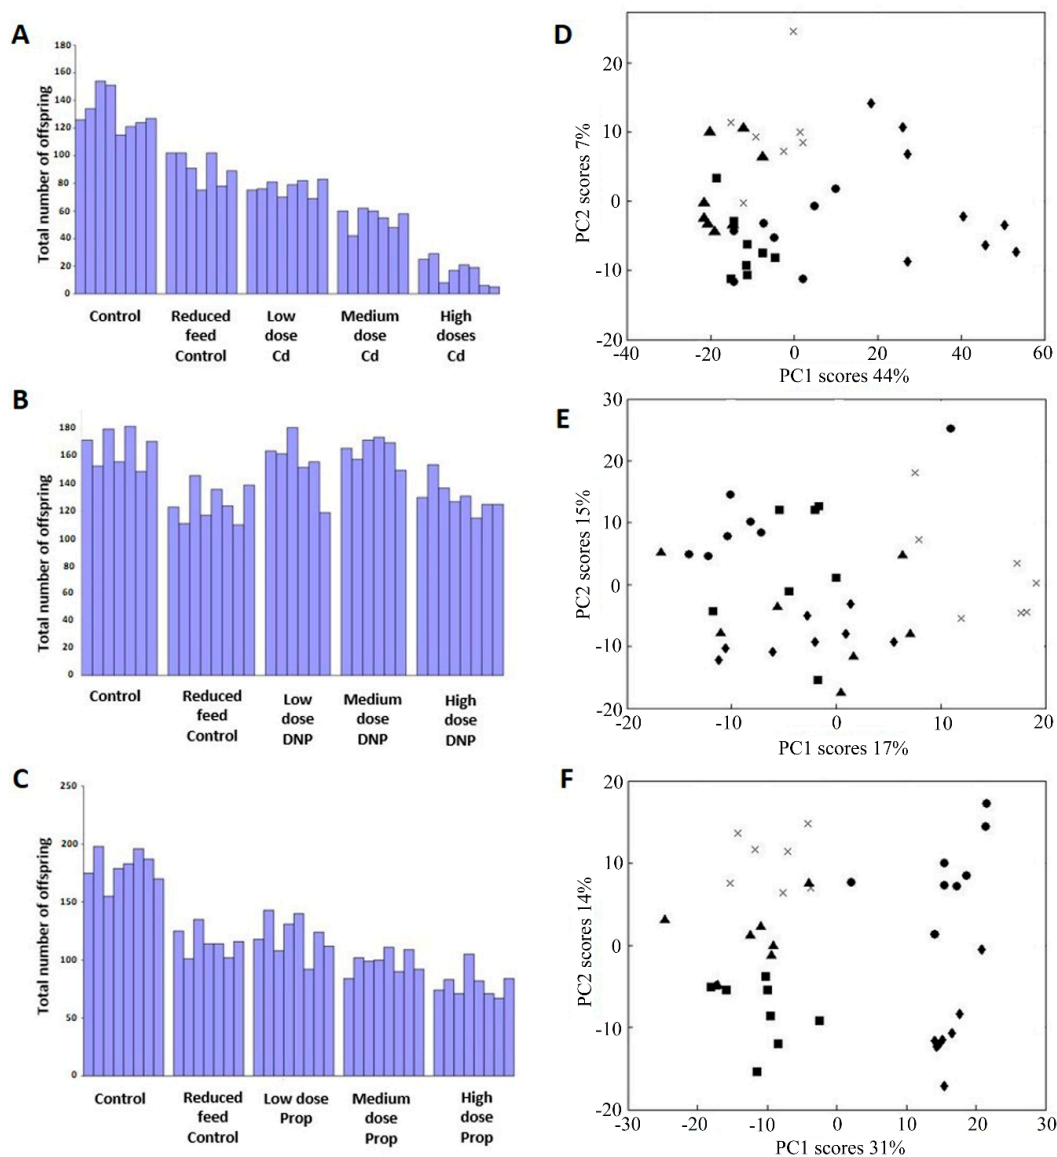 A
180
160
140
120
100
80
60
40
20
0
Total number of offspring
Control
Reduced
feed
Control
Low
dose
Cd
Medium
dose
Cd
High
doses
Cd
B
180
160
140
120
100
80
60
40
20
0
Total number of offspring
Control
Reduced
feed
Control
Low
dose
DNP
Medium
dose
DNP
High
dose
DNP
C
250
200
150
100
50
0
Total number of offspring
Control
Reduced
feed
Control
Low dose
Prop
Medium
dose
Prop
High
dose
Prop
D
20
10
0
-10
-20
PC2 scores 7%
-40 -20 0 20 40 60
PC1 scores 44%
E
30
20
10
0
-10
-20
PC2 scores 15%
-20 -10 0 10 20
PC1 scores 17%
F
20
10
0
-10
-20
PC2 scores 14%
-30 -20 -10 0 10 20 30
PC1 scores 31%